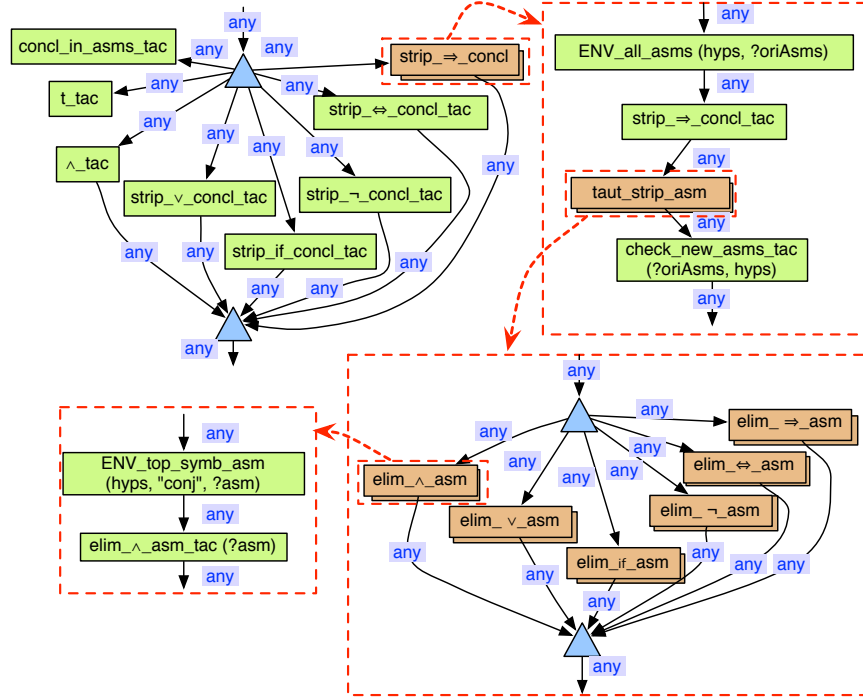 any
any
concl_in_asms_tac
any
any
strip_⇒_concl
t_tac
any
any
strip_⇔_concl_tac
any
any
any
any
any
any
∧_tac
strip_∨_concl_tac
strip_¬_concl_tac
any
any
strip_if_concl_tac
any
any
any
any
any
any
ENV_all_asms (hyps, ?oriAsms)
any
strip_⇒_concl_tac
any
taut_strip_asm
any
check_new_asms_tac
(?oriAsms, hyps)
any
any
any
elim_ ⇒_asm
any
any
any
any
any
elim_∧_asm
elim_⇔_asm
elim_ ∨_asm
elim_ ¬_asm
any
any
elim_if_asm
any
any
any
any
any
any
ENV_top_symb_asm
(hyps, "conj", ?asm)
any
elim_∧_asm_tac (?asm)
any